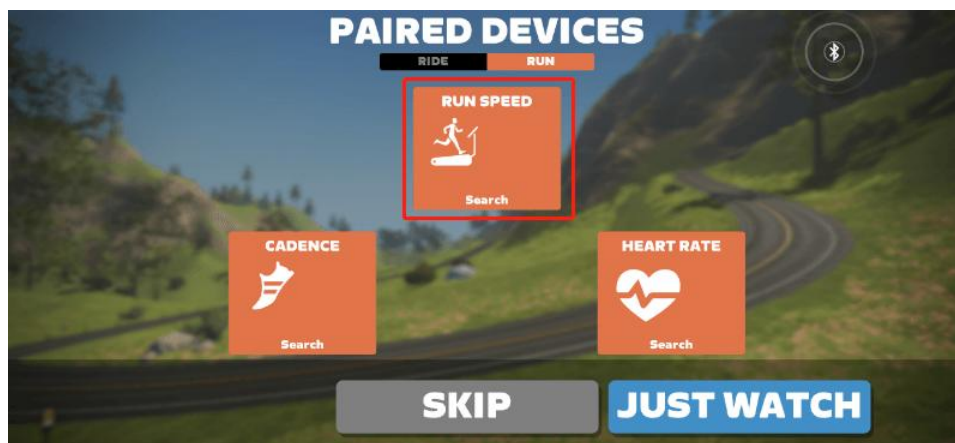 PAIRED DEVICES
RIDE RUN
RUN SPEED
Search
CADENCE
Search
HEART RATE
Search
SKIP
JUST WATCH